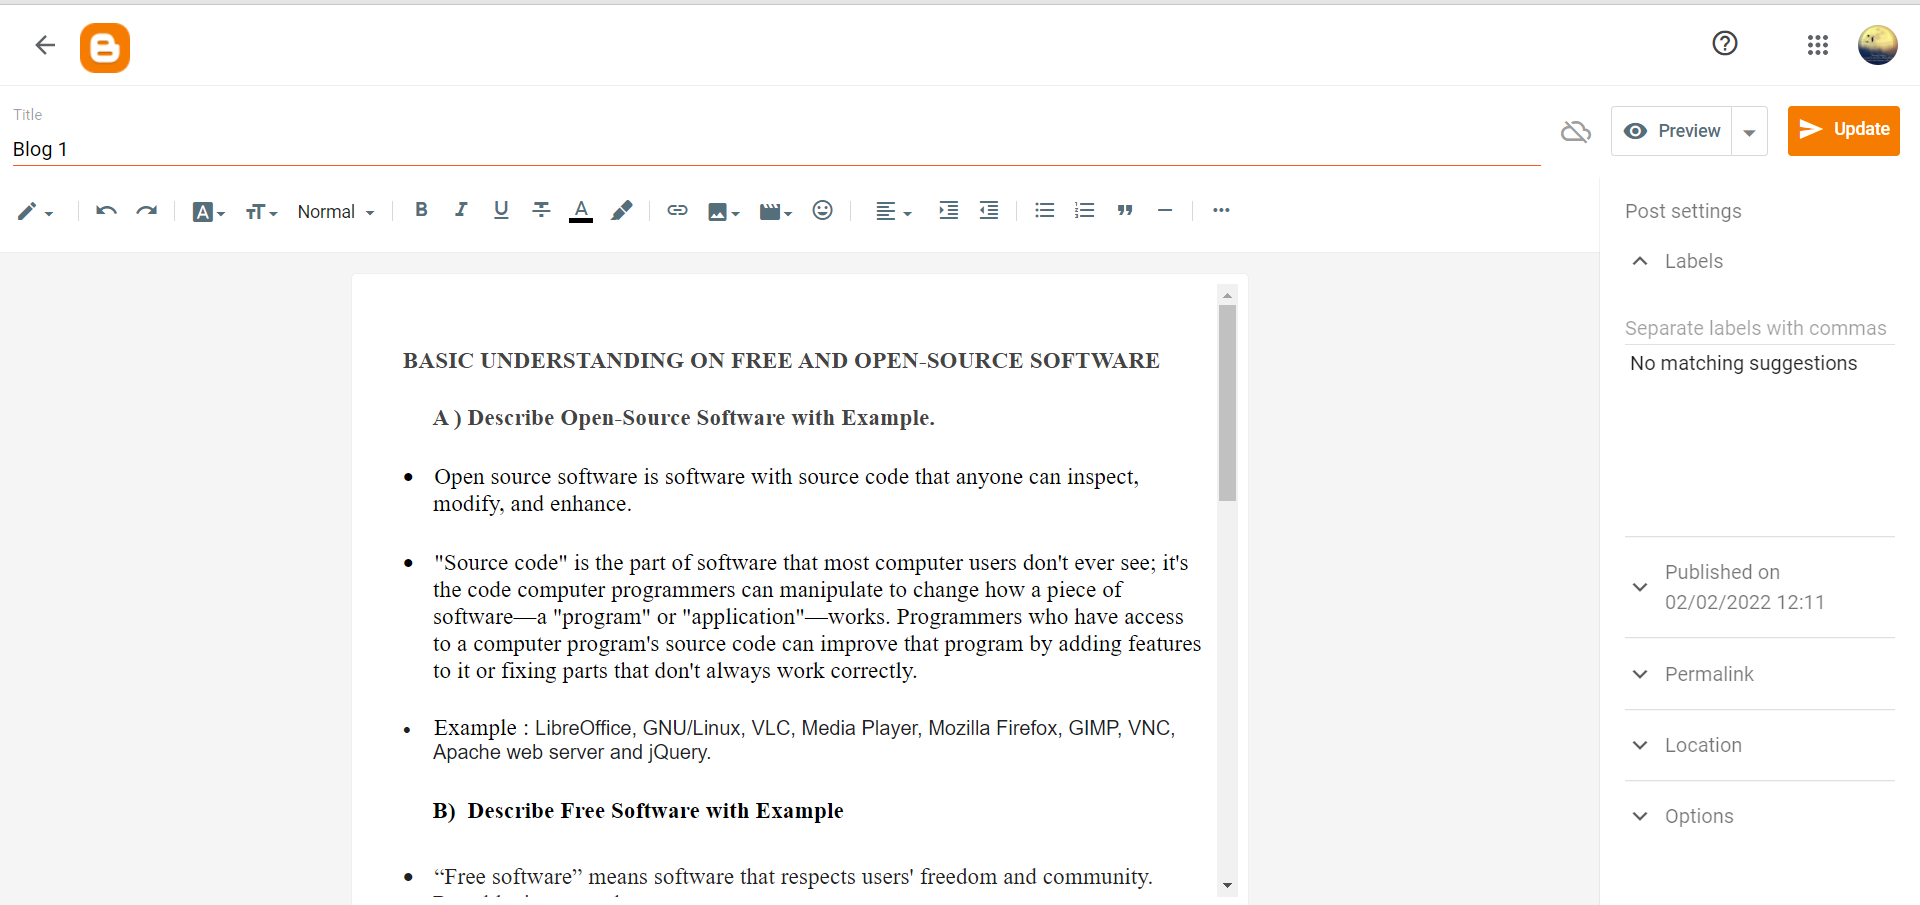 Title
Blog 1
Preview
Update
Normal
B I U A
Post settings
Labels
Separate labels with commas
No matching suggestions
Published on
02/02/2022 12:11
Permalink
Location
Options
BASIC UNDERSTANDING ON FREE AND OPEN-SOURCE SOFTWARE
A ) Describe Open-Source Software with Example.
• Open source software is software with source code that anyone can inspect,
modify, and enhance.
• "Source code" is the part of software that most computer users don't ever see; it's
the code computer programmers can manipulate to change how a piece of
software—a "program" or "application"—works. Programmers who have access
to a computer program's source code can improve that program by adding features
to it or fixing parts that don't always work correctly.
• Example : LibreOffice, GNU/Linux, VLC, Media Player, Mozilla Firefox, GIMP, VNC,
Apache web server and jQuery.
B) Describe Free Software with Example
• “Free software” means software that respects users' freedom and community.